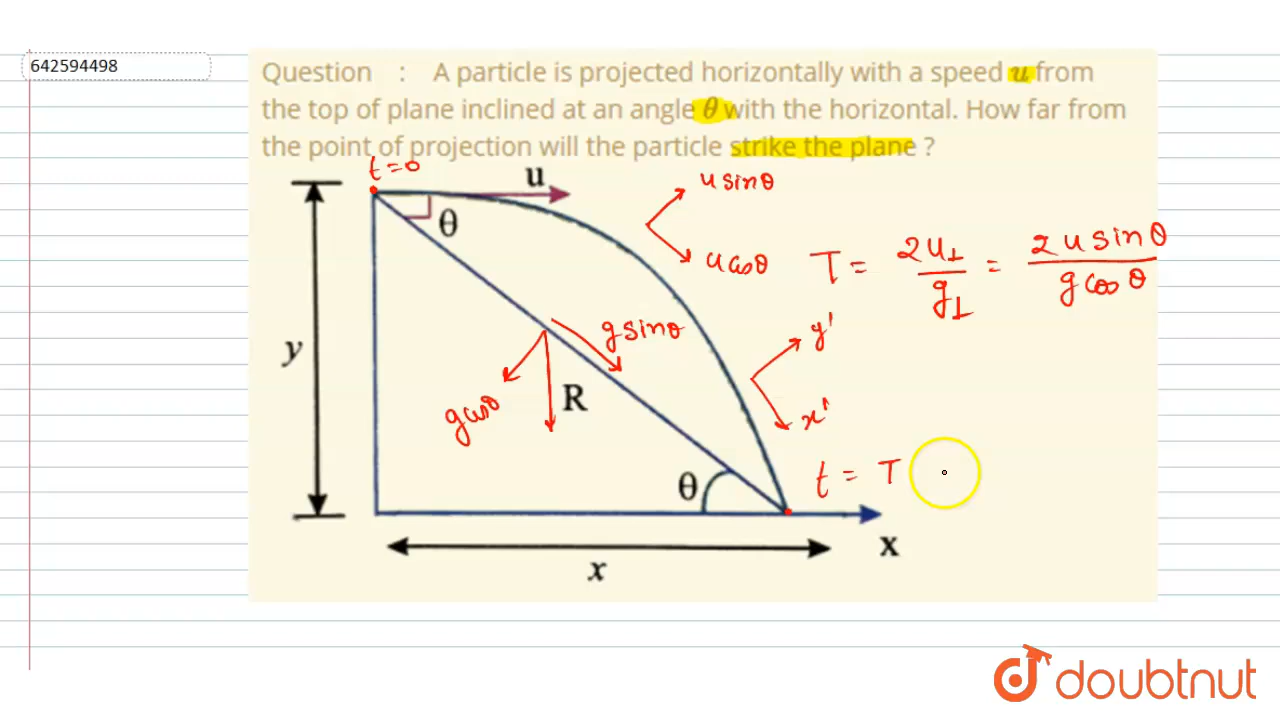 642594498
Question : A particle is projected horizontally with a speed u from
the top of plane inclined at an angle θ with the horizontal. How far from
the point of projection will the particle strike the plane ?
t=0
u
u sinθ
θ
u cosθ
T = 2u⊥ / g⊥ = 2u sinθ / g cosθ
g sinθ
y'
y
R
g cosθ
x'
θ
t = T
x
x
doubtnut